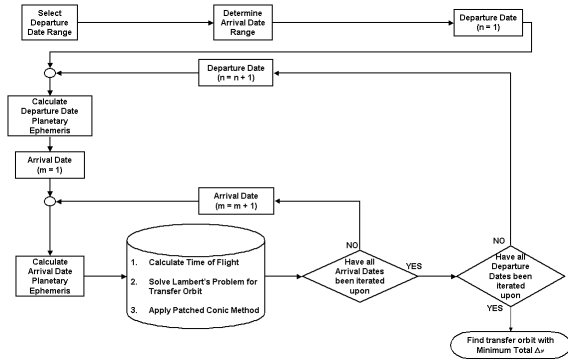 Select
Departure
Date Range
Determine
Arrival Date
Range
Departure Date
(n = 1)
Departure Date
(n = n + 1)
Calculate
Departure Date
Planetary
Ephemeris
Arrival Date
(m = 1)
Arrival Date
(m = m + 1)
Calculate
Arrival Date
Planetary
Ephemeris
1. Calculate Time of Flight
2. Solve Lambert's Problem for
Transfer Orbit
3. Apply Patched Conic Method
NO
Have all
Arrival Dates
been iterated
upon
YES
NO
Have all
Departure
Dates been
iterated
upon
YES
Find transfer orbit with
Minimum Total Δv